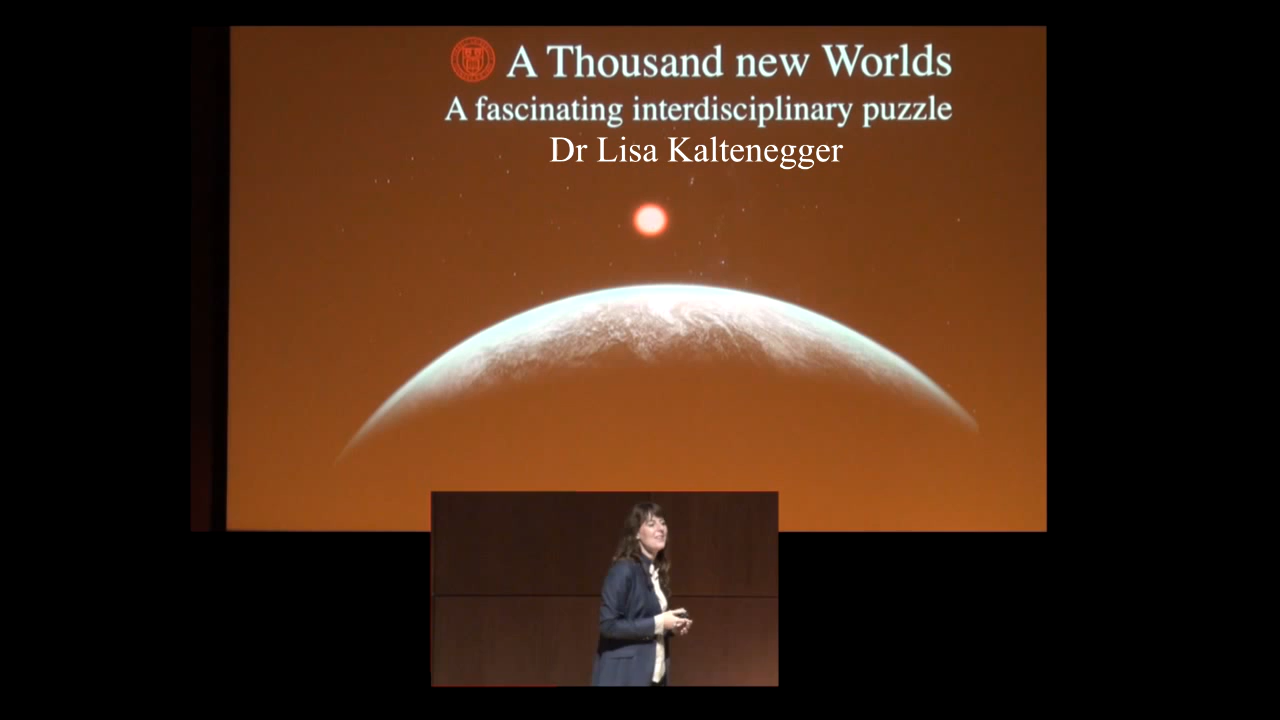 A Thousand new Worlds
A fascinating interdisciplinary puzzle
Dr Lisa Kaltenegger